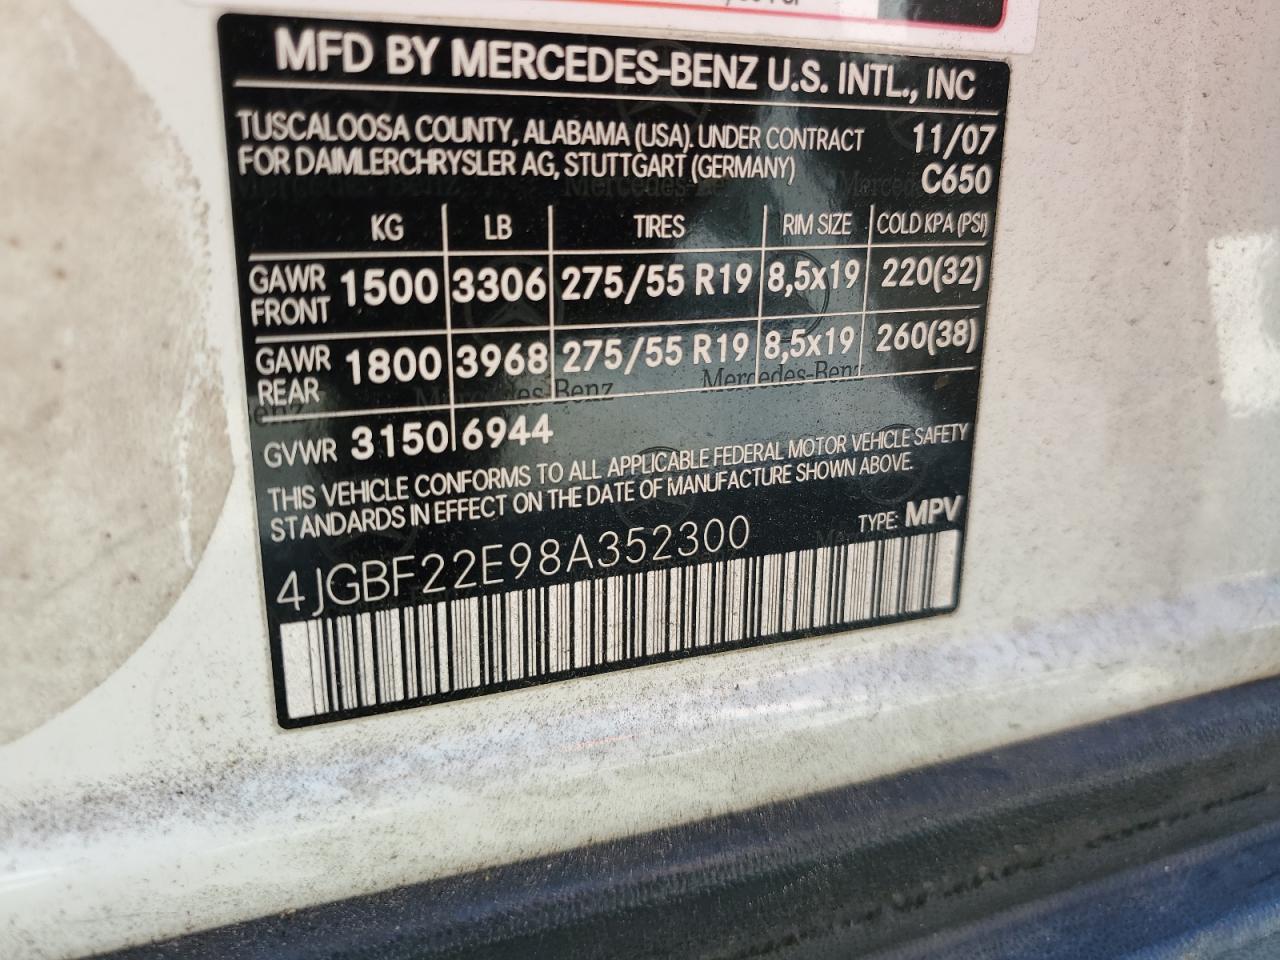 MFD BY MERCEDES-BENZ U.S. INTL., INC
TUSCALOOSA COUNTY, ALABAMA (USA). UNDER CONTRACT 11/07
FOR DAIMLERCHRYSLER AG, STUTTGART (GERMANY) C650
KG LB TIRES RIM SIZE COLD KPA (PSI)
GAWR FRONT 1500 3306 275/55 R19 8,5x19 220(32)
GAWR REAR 1800 3968 275/55 R19 8,5x19 260(38)
GVWR 3150 6944
THIS VEHICLE CONFORMS TO ALL APPLICABLE FEDERAL MOTOR VEHICLE SAFETY
STANDARDS IN EFFECT ON THE DATE OF MANUFACTURE SHOWN ABOVE.
4JGBF22E98A352300 TYPE: MPV